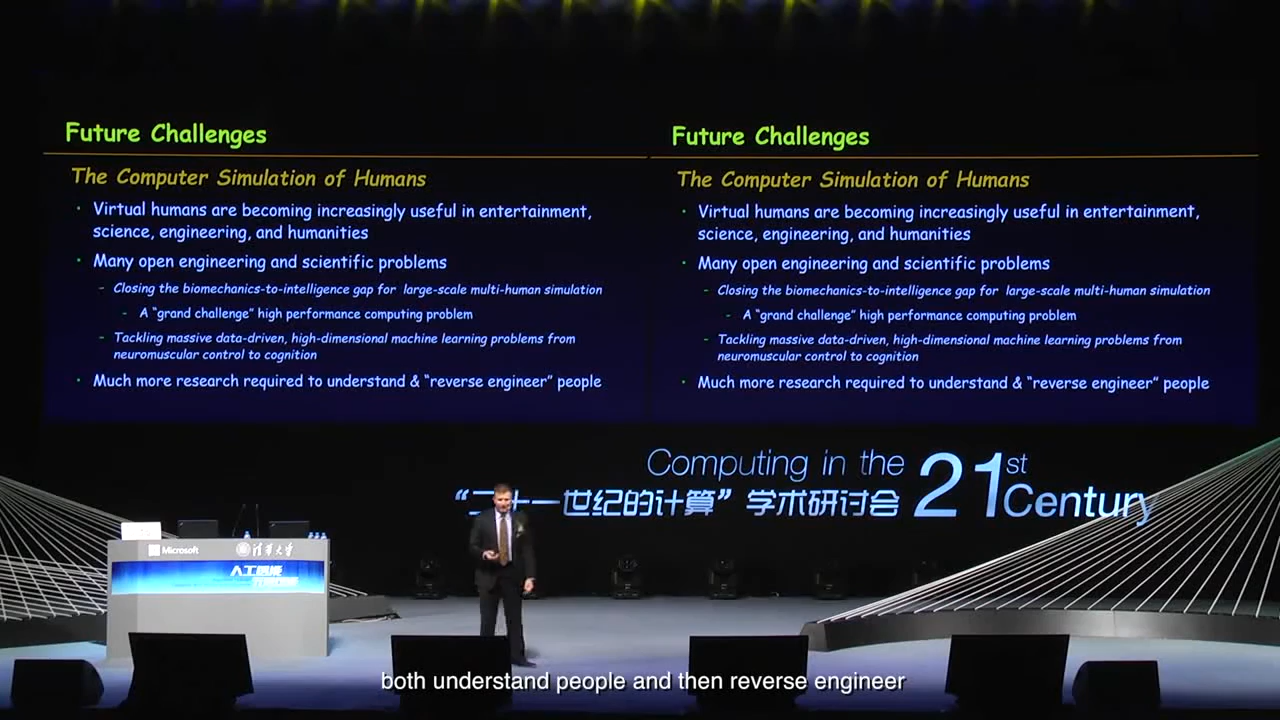 Future Challenges
The Computer Simulation of Humans
· Virtual humans are becoming increasingly useful in entertainment,
science, engineering, and humanities
· Many open engineering and scientific problems
- Closing the biomechanics-to-intelligence gap for large-scale multi-human simulation
- A "grand challenge" high performance computing problem
- Tackling massive data-driven, high-dimensional machine learning problems from
neuromuscular control to cognition
· Much more research required to understand & "reverse engineer" people
Future Challenges
The Computer Simulation of Humans
· Virtual humans are becoming increasingly useful in entertainment,
science, engineering, and humanities
· Many open engineering and scientific problems
- Closing the biomechanics-to-intelligence gap for large-scale multi-human simulation
- A "grand challenge" high performance computing problem
- Tackling massive data-driven, high-dimensional machine learning problems from
neuromuscular control to cognition
· Much more research required to understand & "reverse engineer" people
Computing in the 21st Century
“二十一世纪的计算”学术研讨会
Microsoft 清华大学
人工智能
both understand people and then reverse engineer